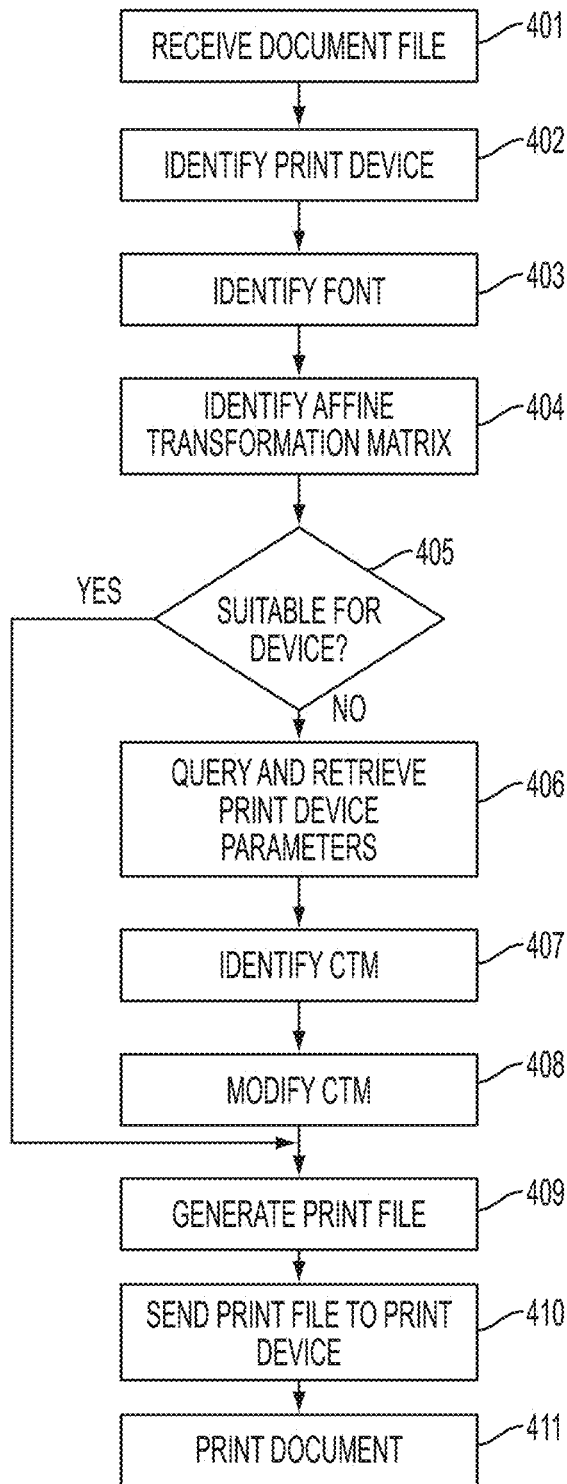 RECEIVE DOCUMENT FILE
401
IDENTIFY PRINT DEVICE
402
IDENTIFY FONT
403
IDENTIFY AFFINE
TRANSFORMATION MATRIX
404
405
YES
SUITABLE FOR
DEVICE?
NO
QUERY AND RETRIEVE
PRINT DEVICE
PARAMETERS
406
IDENTIFY CTM
407
MODIFY CTM
408
GENERATE PRINT FILE
409
SEND PRINT FILE TO PRINT
DEVICE
410
PRINT DOCUMENT
411